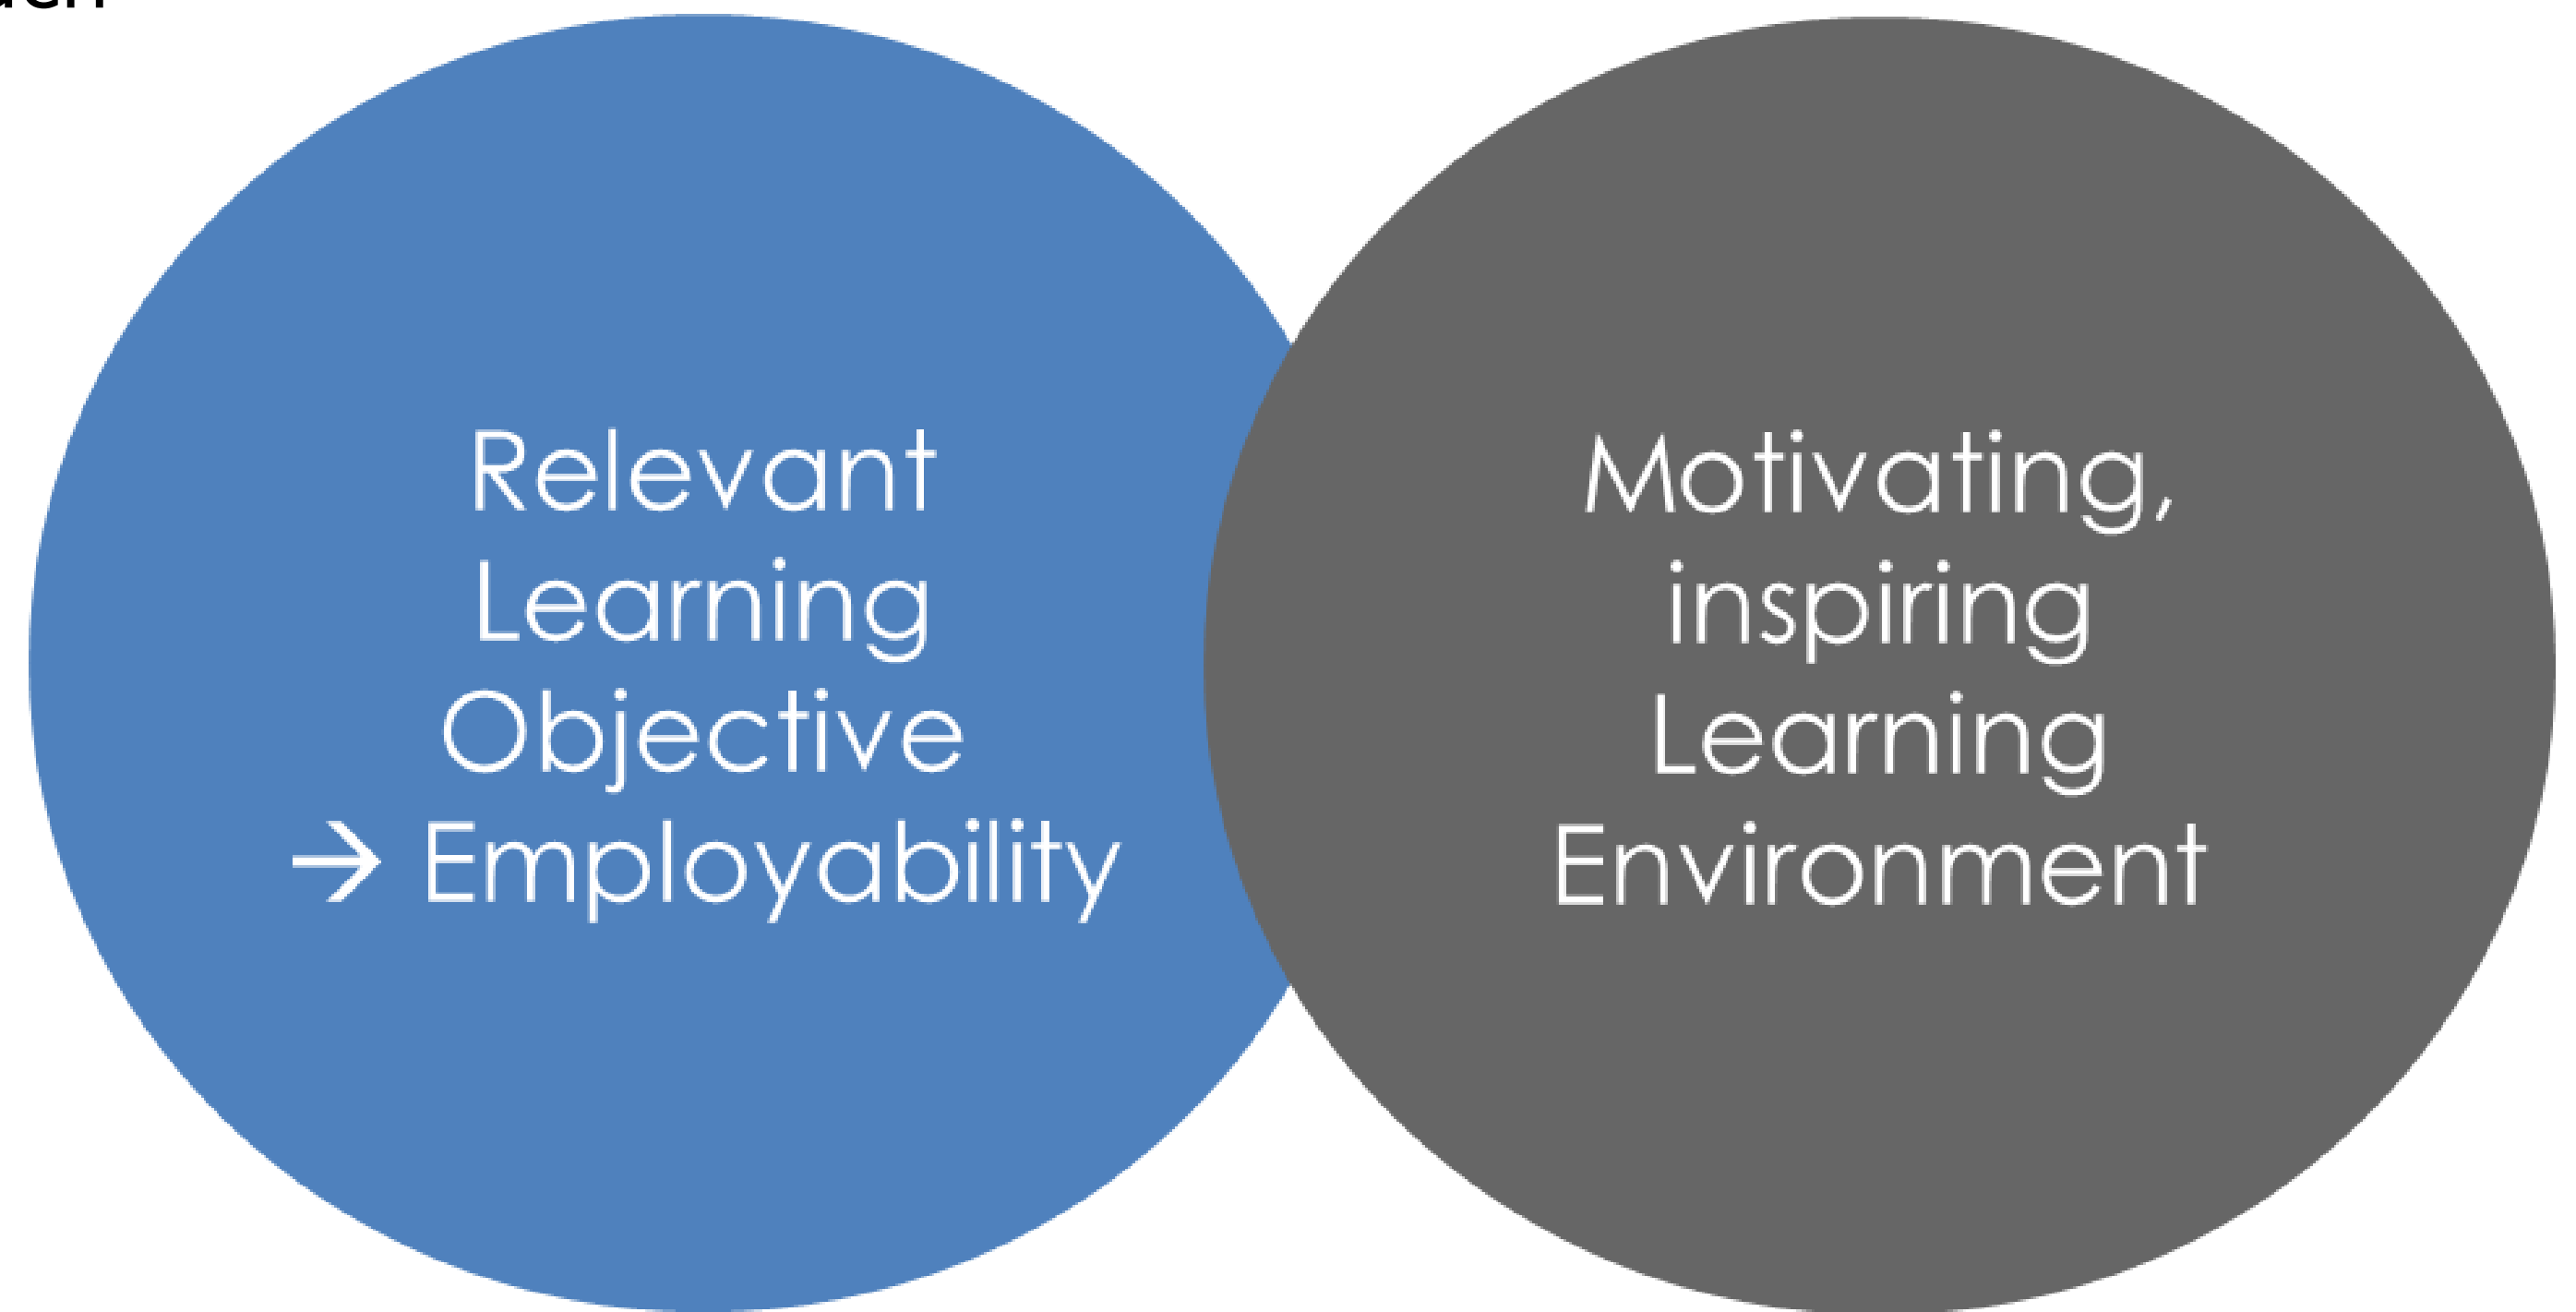 Relevant
Learning
Objective
→ Employability
Motivating,
inspiring
Learning
Environment